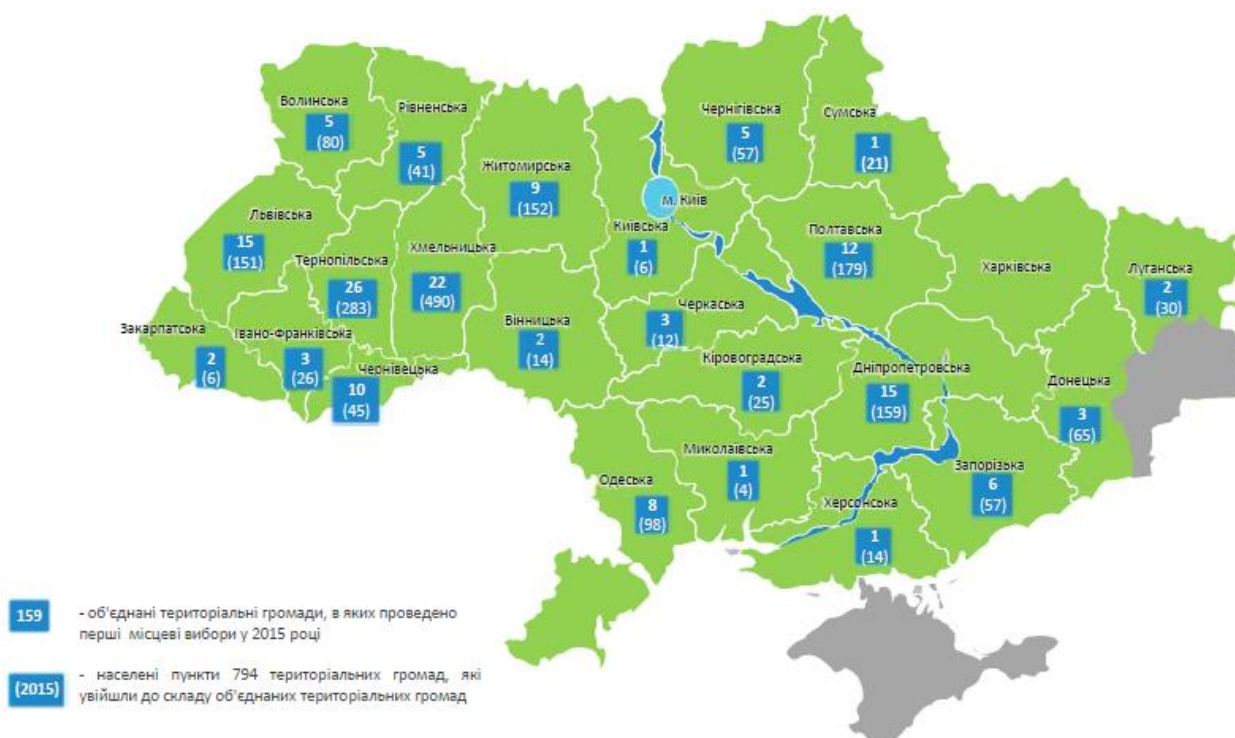 Волинська
5
(80)
Рівненська
5
(41)
Житомирська
9
(152)
Чернігівська
5
(57)
Сумська
1
(21)
м. Київ
Київська
1
(6)
Львівська
15
(151)
Тернопільська
26
(283)
Хмельницька
22
(490)
Полтавська
12
(179)
Харківська
Луганська
2
(30)
Закарпатська
2
(6)
Івано-Франківська
3
(26)
Чернівецька
10
(45)
Вінницька
2
(14)
Черкаська
3
(12)
Кіровоградська
2
(25)
Дніпропетровська
15
(159)
Донецька
3
(65)
Одеська
8
(98)
Миколаївська
1
(4)
Херсонська
1
(14)
Запорізька
6
(57)
159
- об'єднані територіальні громади, в яких проведено
перші місцеві вибори у 2015 році
(2015)
- населені пункти 794 територіальних громад, які
увійшли до складу об'єднаних територіальних громад